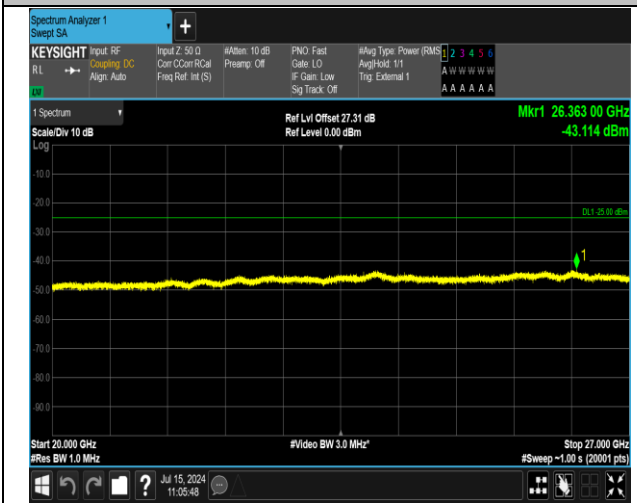 Spectrum Analyzer 1
Swept SA
+
KEYSIGHT
RL
Input: RF
Coupling: DC
Align: Auto
Input Z: 50 Ω
Corr CCorr RCal
Freq Ref: Int (S)
#Atten: 10 dB
Preamp: Off
PNO: Fast
Gate: LO
IF Gain: Low
Sig Track: Off
#Avg Type: Power (RMS
Avg|Hold: 1/1
Trig: External 1
1 2 3 4 5 6
A W W W W W
A A A A A A
1 Spectrum
Scale/Div 10 dB
Log
Ref Lvl Offset 27.31 dB
Ref Level 0.00 dBm
Mkr1 26.363 00 GHz
-43.114 dBm
-10.0
-20.0
DL1 -25.00 dBm
-30.0
-40.0
1
-50.0
-60.0
-70.0
-80.0
-90.0
Start 20.000 GHz
#Video BW 3.0 MHz*
Stop 27.000 GHz
#Res BW 1.0 MHz
#Sweep ~1.00 s (20001 pts)
?
Jul 15, 2024
11:05:48